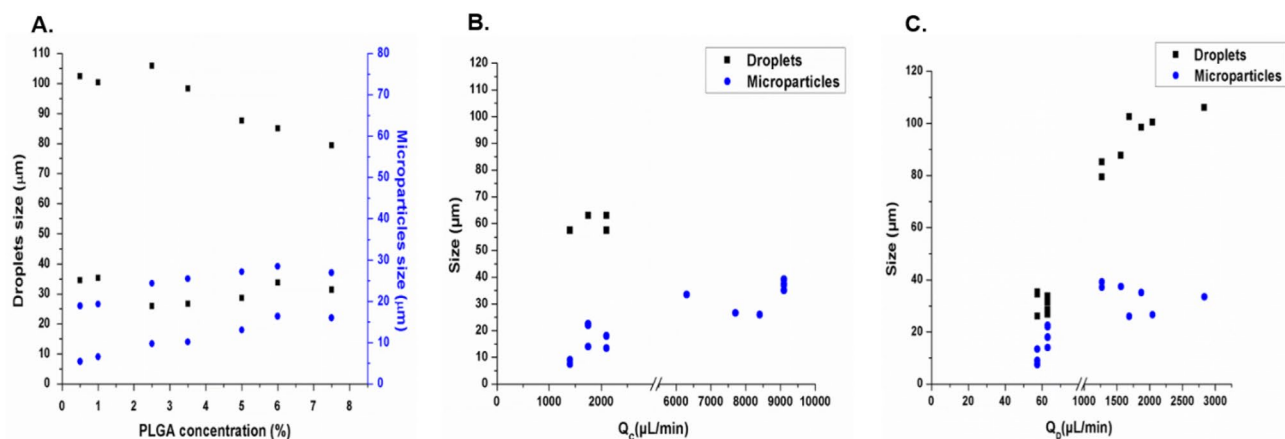 A.
B.
C.
110
100
90
80
70
60
50
40
30
20
10
0
Droplets size (μm)
80
70
60
50
40
30
20
10
0
Microparticles size (μm)
0 1 2 3 4 5 6 7 8
PLGA concentration (%)
Droplets
Microparticles
120
110
100
90
80
70
60
50
40
30
20
10
0
Size (μm)
0 1000 2000 6000 7000 8000 9000 10000
Qc(μL/min)
Droplets
Microparticles
120
100
80
60
40
20
0
Size (μm)
0 20 40 60 1000 1500 2000 2500 3000
QD(μL/min)